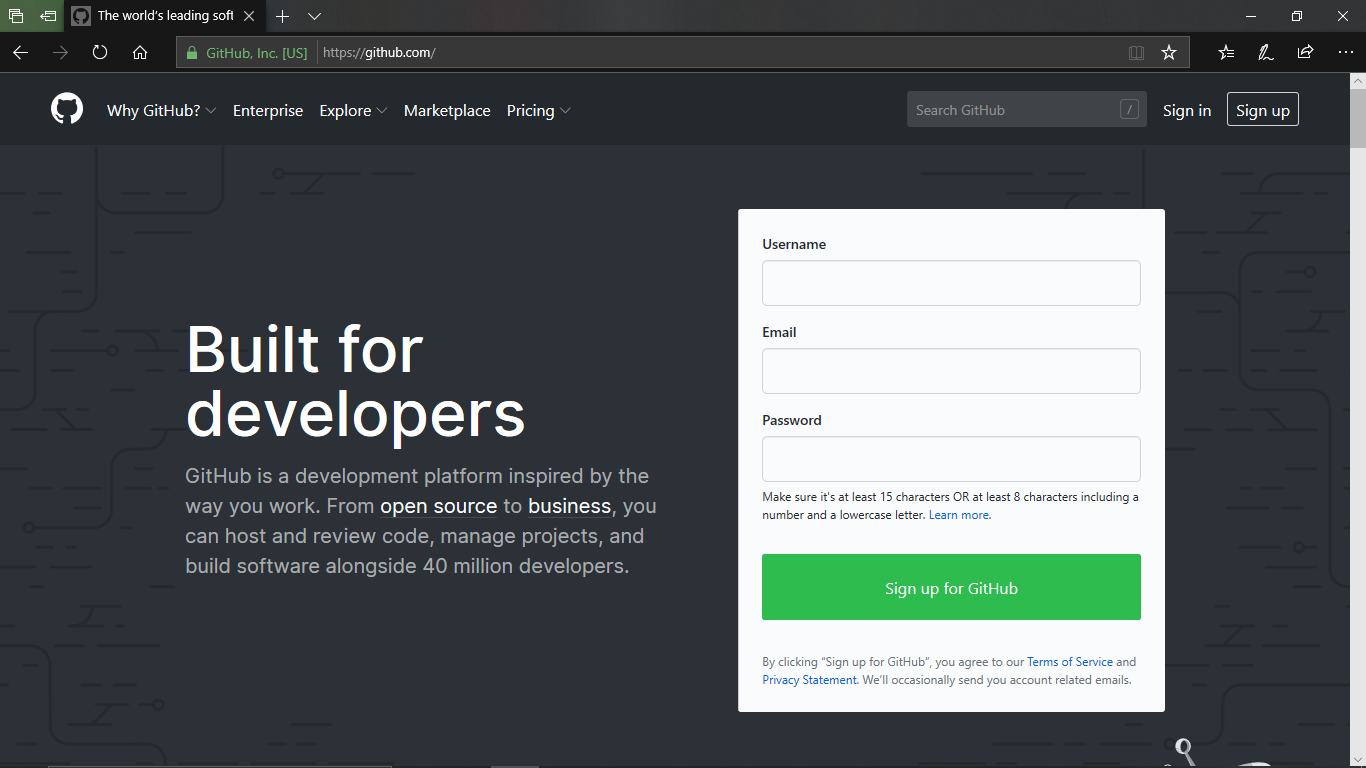 The world's leading soft
GitHub, Inc. [US]
https://github.com/
Why GitHub?
Enterprise
Explore
Marketplace
Pricing
Search GitHub
/
Sign in
Sign up
Built for
developers
GitHub is a development platform inspired by the
way you work. From open source to business, you
can host and review code, manage projects, and
build software alongside 40 million developers.
Username
Email
Password
Make sure it's at least 15 characters OR at least 8 characters including a
number and a lowercase letter. Learn more.
Sign up for GitHub
By clicking “Sign up for GitHub”, you agree to our Terms of Service and
Privacy Statement. We’ll occasionally send you account related emails.